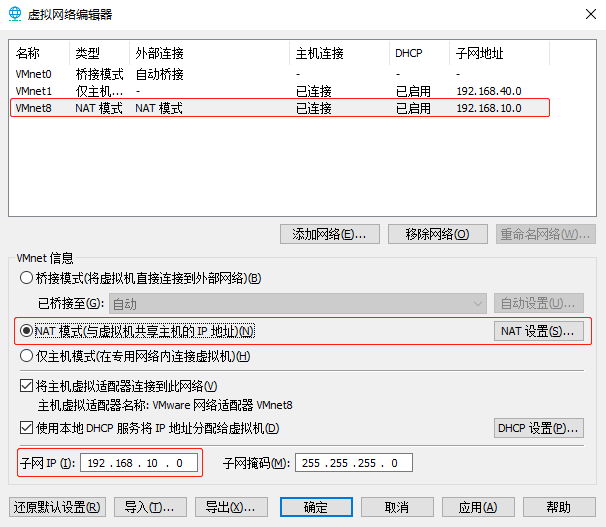 虚拟网络编辑器
名称 类型 外部连接 主机连接 DHCP 子网地址
VMnet0 桥接模式 自动桥接 - - -
VMnet1 仅主机... - 已连接 已启用 192.168.40.0
VMnet8 NAT 模式 NAT 模式 已连接 已启用 192.168.10.0
添加网络(E)... 移除网络(O) 重命名网络(W)...
VMnet 信息
桥接模式(将虚拟机直接连接到外部网络)(B)
已桥接至(G): 自动 自动设置(U)...
NAT 模式(与虚拟机共享主机的 IP 地址)(N) NAT 设置(S)...
仅主机模式(在专用网络内连接虚拟机)(H)
将主机虚拟适配器连接到此网络(V)
主机虚拟适配器名称: VMware 网络适配器 VMnet8
使用本地 DHCP 服务将 IP 地址分配给虚拟机(D) DHCP 设置(P)...
子网 IP (I): 192 . 168 . 10 . 0 子网掩码(M): 255 . 255 . 255 . 0
还原默认设置(R) 导入(T)... 导出(X)... 确定 取消 应用(A) 帮助